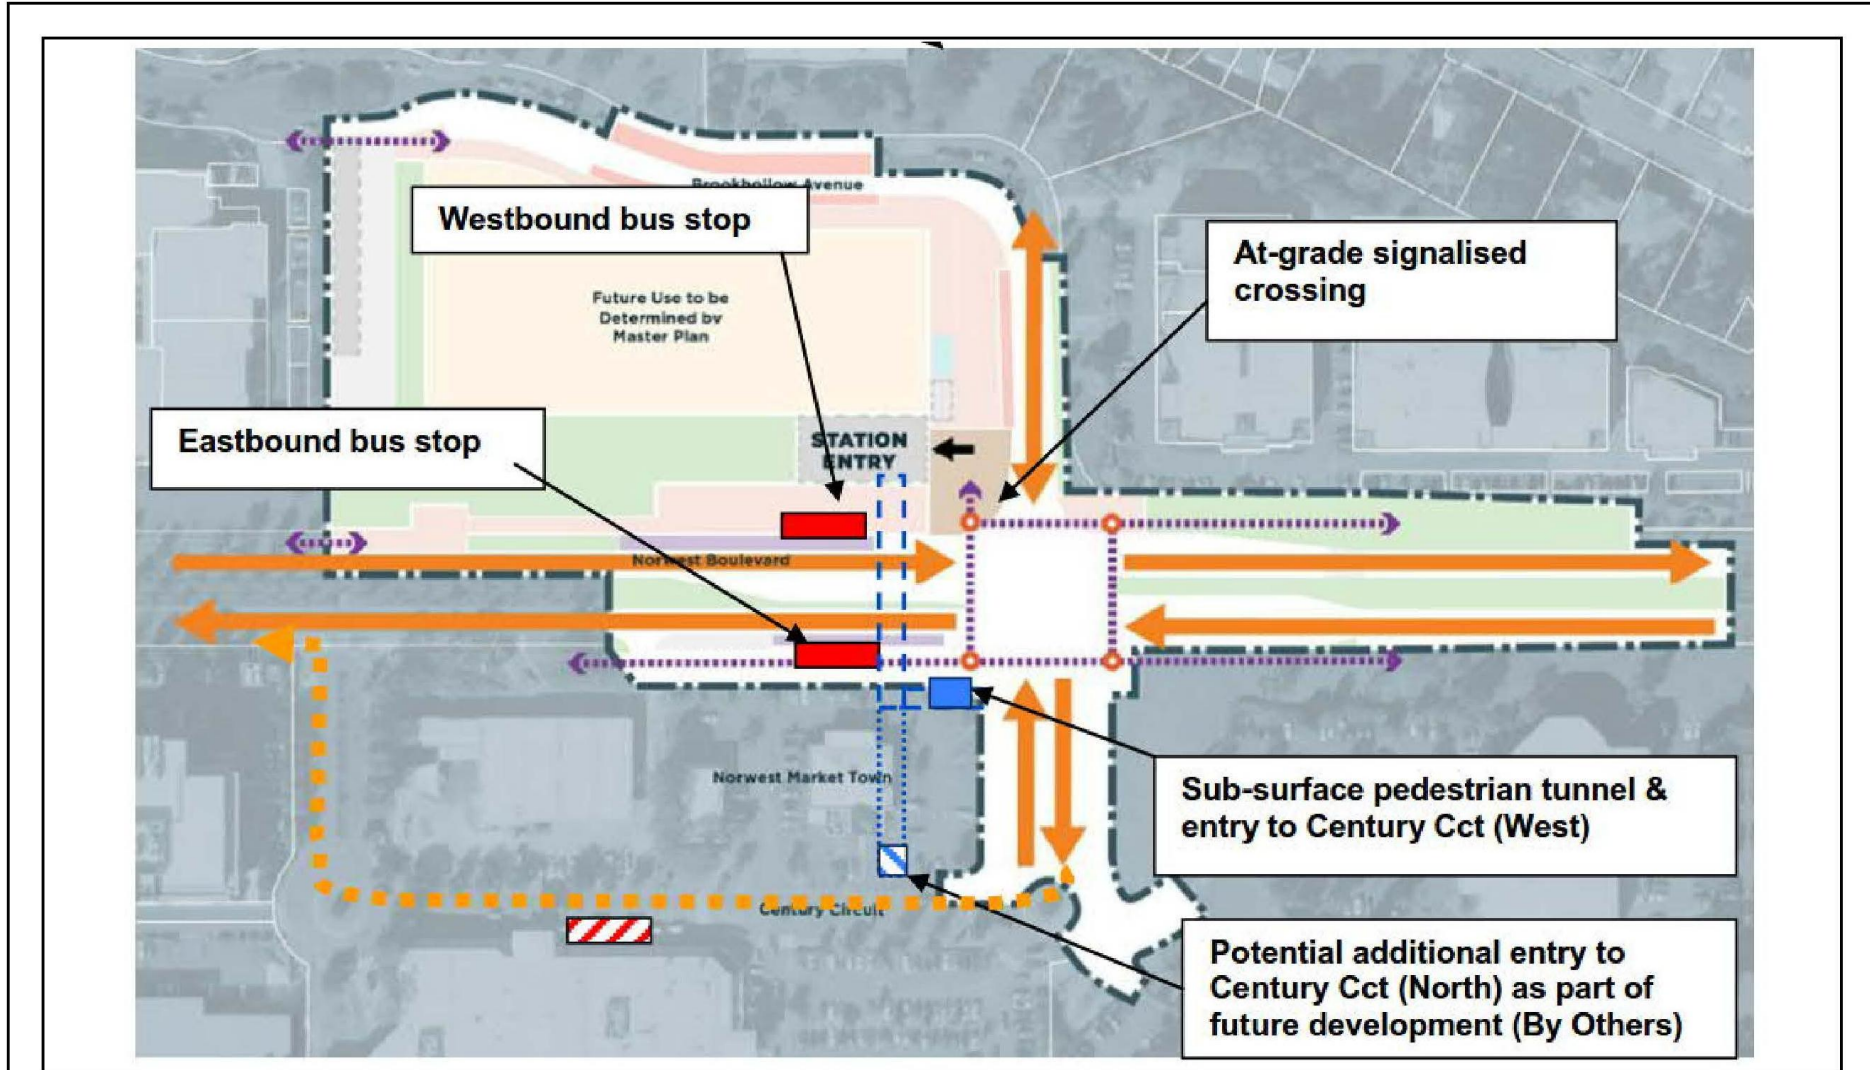 Brookhollow Avenue
Westbound bus stop
At-grade signalised
crossing
Future Use to be
Determined by
Master Plan
Eastbound bus stop
STATION
ENTRY
Norwest Boulevard
Norwest Market Town
Sub-surface pedestrian tunnel &
entry to Century Cct (West)
Century Circuit
Potential additional entry to
Century Cct (North) as part of
future development (By Others)